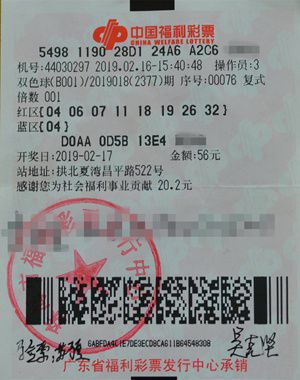 中国福利彩票
CHINA WELFARE LOTTERY
5498 1190 28D1 24A6 A2C6
机号:44030297 2019.02.16-15:40:48 操作员:3
双色球(B001)/2019018(2377)期 序号:00076 复式
倍数 001
红区[04 06 07 11 18 19 26 32]
蓝区[04]
D0AA 0D5B 13E4
开奖日:2019-02-17 金额:56元
站地址:拱北夏湾昌平路522号
感谢您为社会福利事业贡献 20.2元
6ABFDA4C1E7DE3ECD8CA611B64548308
广东省福利彩票发行中心承销